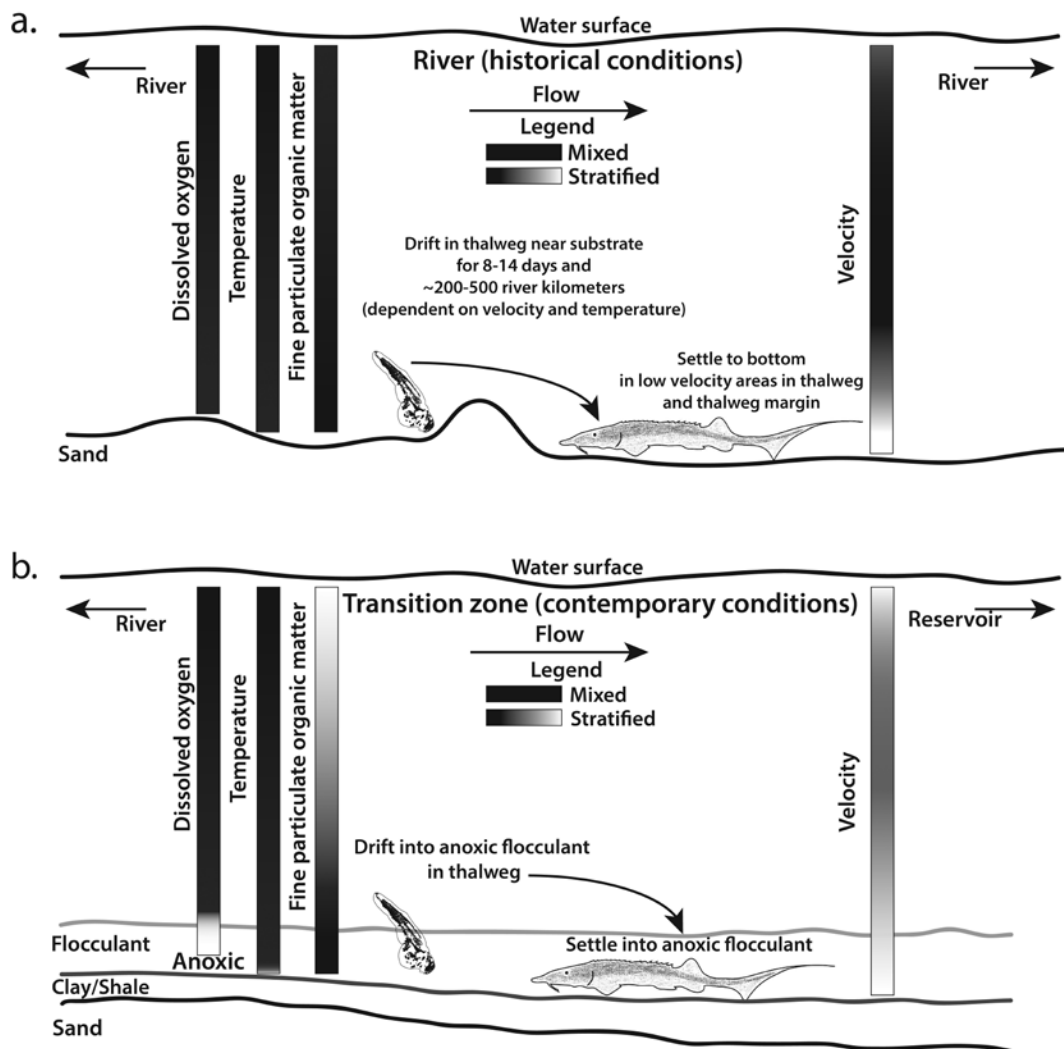 a.
Water surface
River (historical conditions)
River
River
Flow
Legend
Mixed
Stratified
Dissolved oxygen
Temperature
Fine particulate organic matter
Velocity
Drift in thalweg near substrate
for 8-14 days and
~200-500 river kilometers
(dependent on velocity and temperature)
Settle to bottom
in low velocity areas in thalweg
and thalweg margin
Sand
b.
Water surface
Transition zone (contemporary conditions)
River
Reservoir
Flow
Legend
Mixed
Stratified
Dissolved oxygen
Temperature
Fine particulate organic matter
Velocity
Drift into anoxic flocculant
in thalweg
Flocculant
Settle into anoxic flocculant
Anoxic
Clay/Shale
Sand